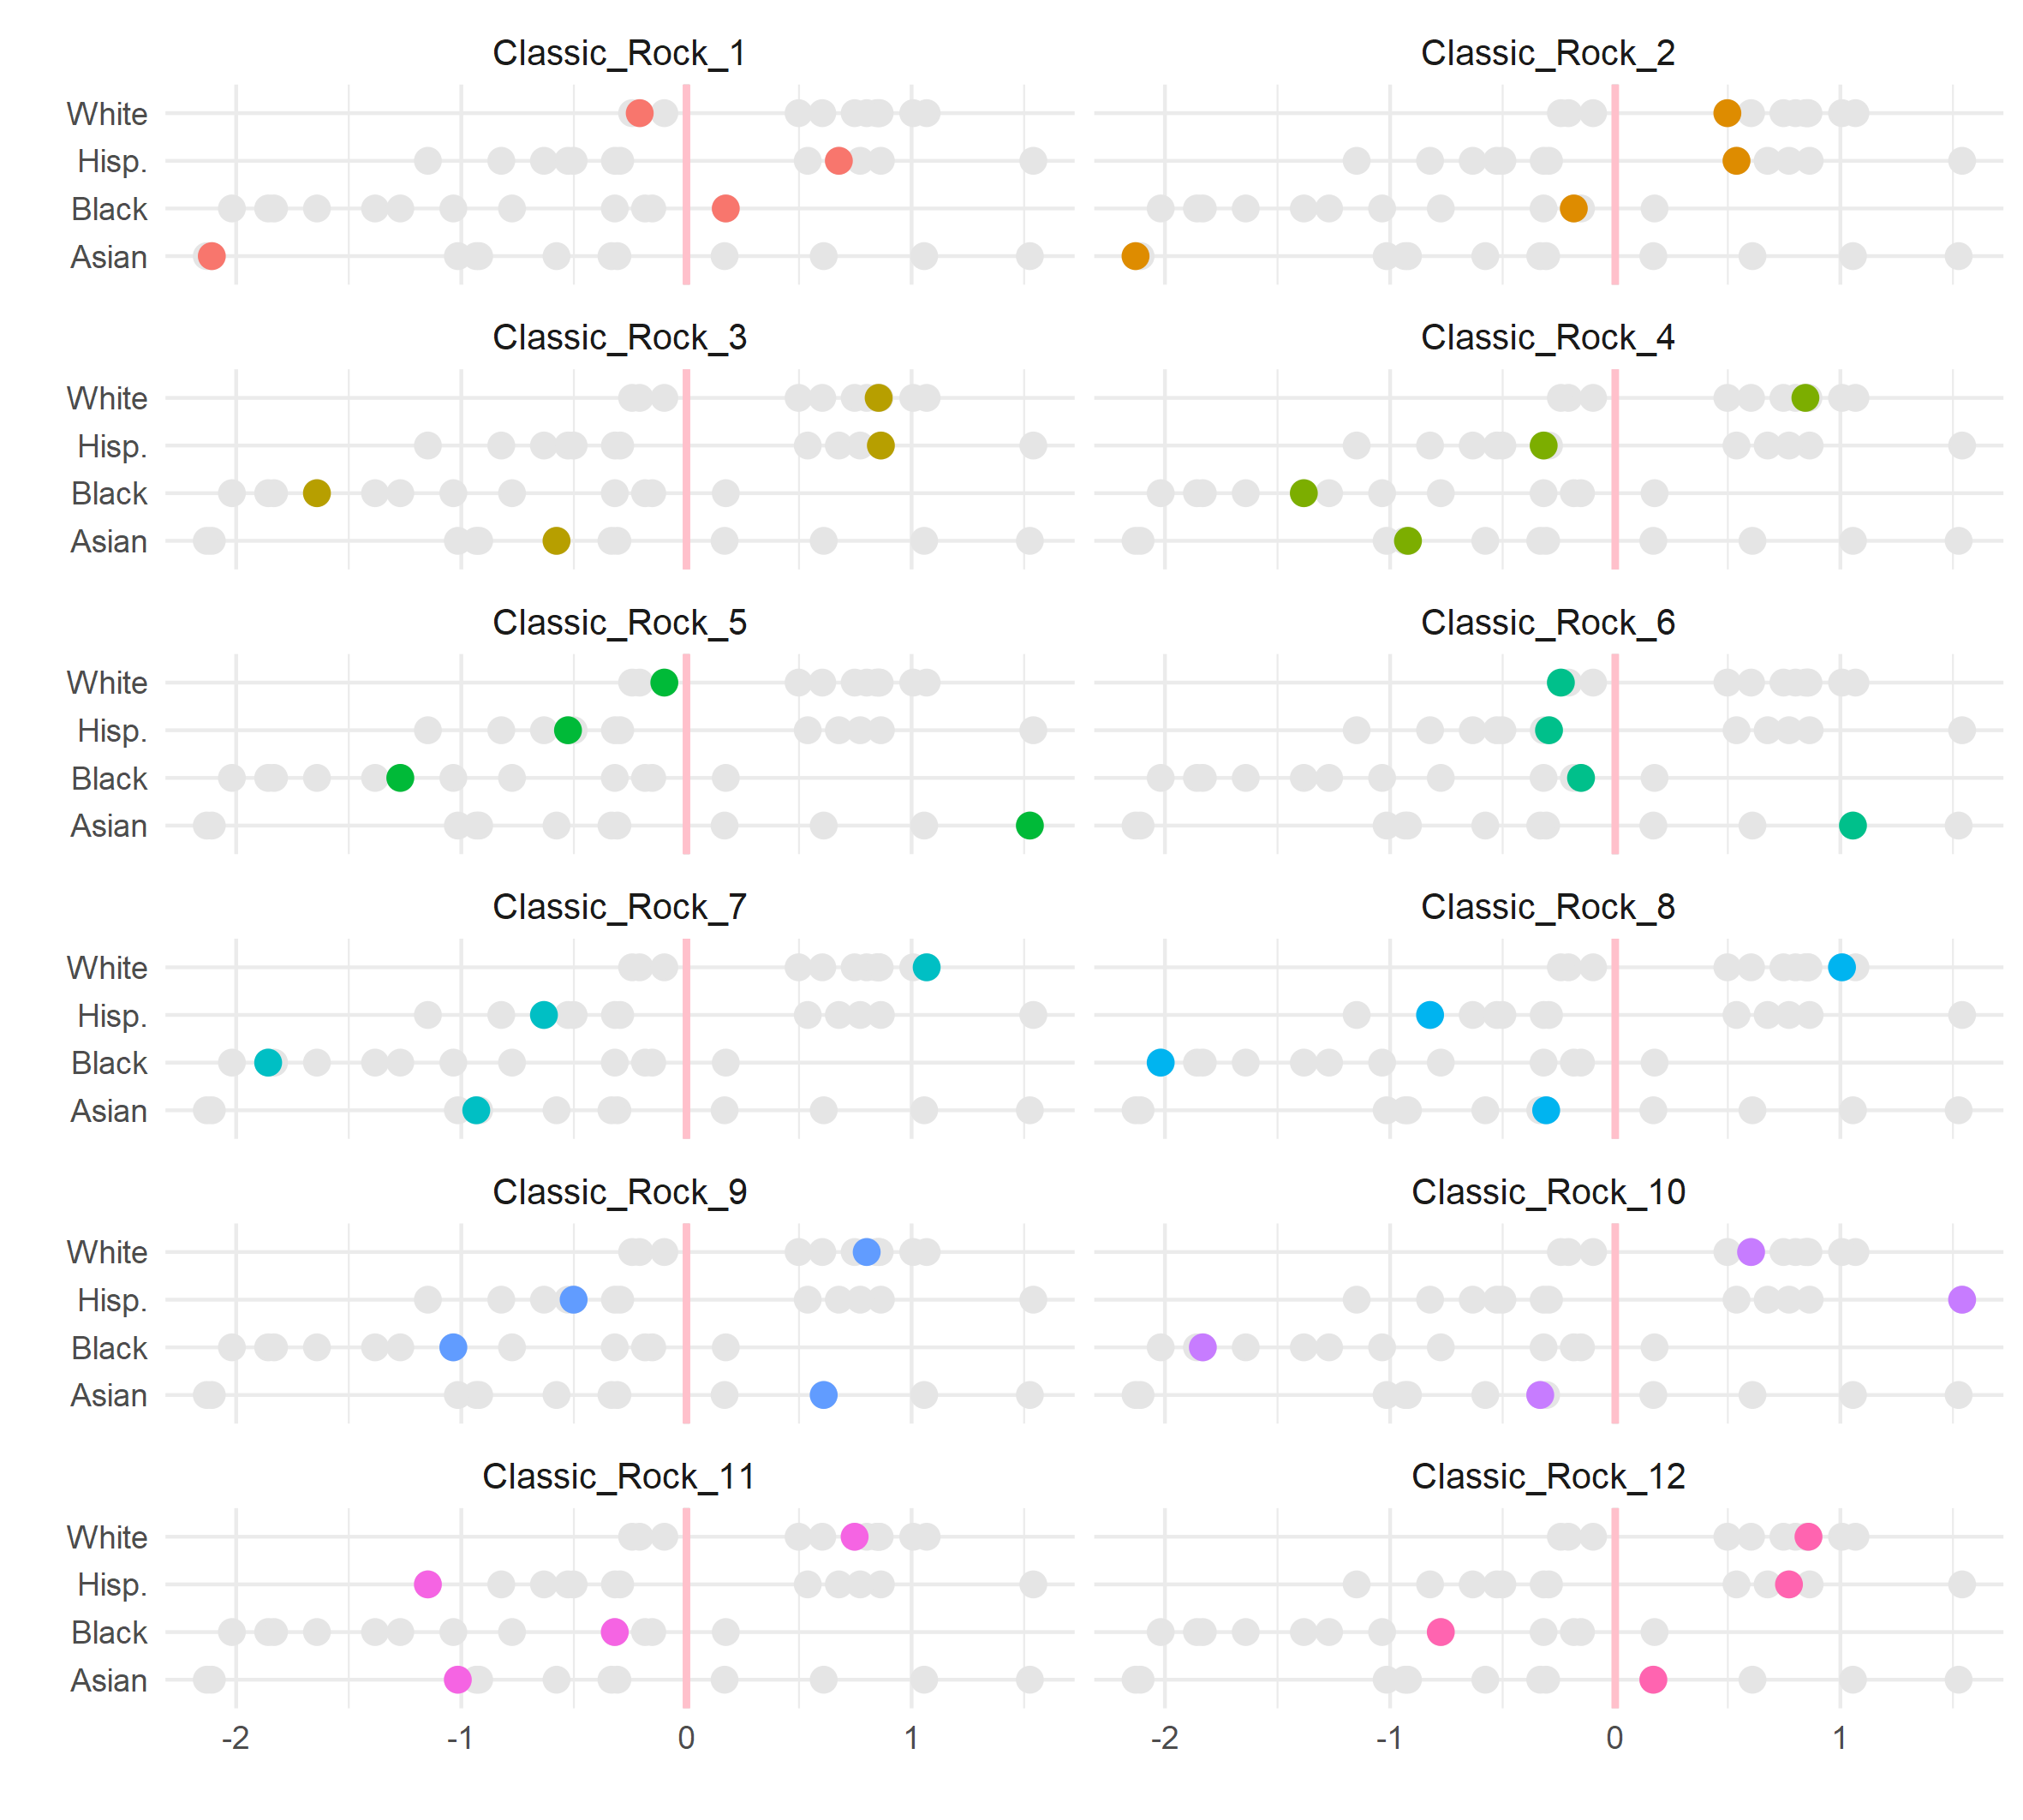 Classic_Rock_1 Classic_Rock_2
White
Hisp.
Black
Asian
Classic_Rock_3 Classic_Rock_4
White
Hisp.
Black
Asian
Classic_Rock_5 Classic_Rock_6
White
Hisp.
Black
Asian
Classic_Rock_7 Classic_Rock_8
White
Hisp.
Black
Asian
Classic_Rock_9 Classic_Rock_10
White
Hisp.
Black
Asian
Classic_Rock_11 Classic_Rock_12
White
Hisp.
Black
Asian
-2 -1 0 1 -2 -1 0 1